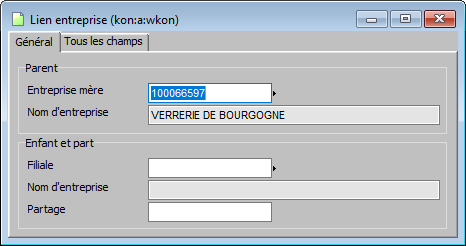 Lien entreprise (kon:a:wkon)
Général Tous les champs
Parent
Entreprise mère 100066597
Nom d'entreprise VERRERIE DE BOURGOGNE
Enfant et part
Filiale
Nom d'entreprise
Partage